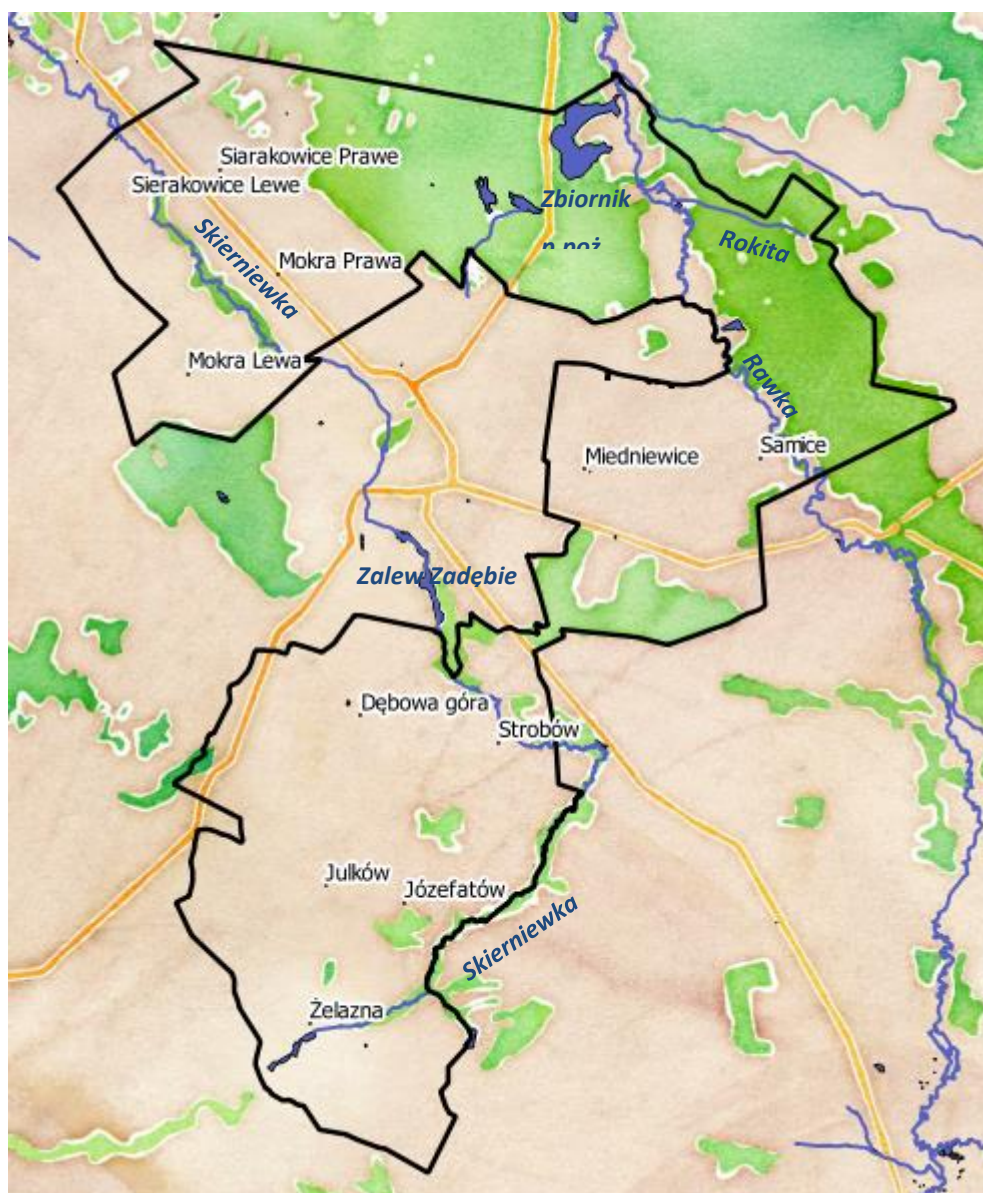 Siarakowice Prawe
Sierakowice Lewe
Zbiornik
Skierniewka
Rokita
Mokra Prawa
Mokra Lewa
Rawka
Samice
Miedniewice
Zalew Zadębie
Dębowa góra
Strobów
Julków
Józefatów
Skierniewka
Żelazna